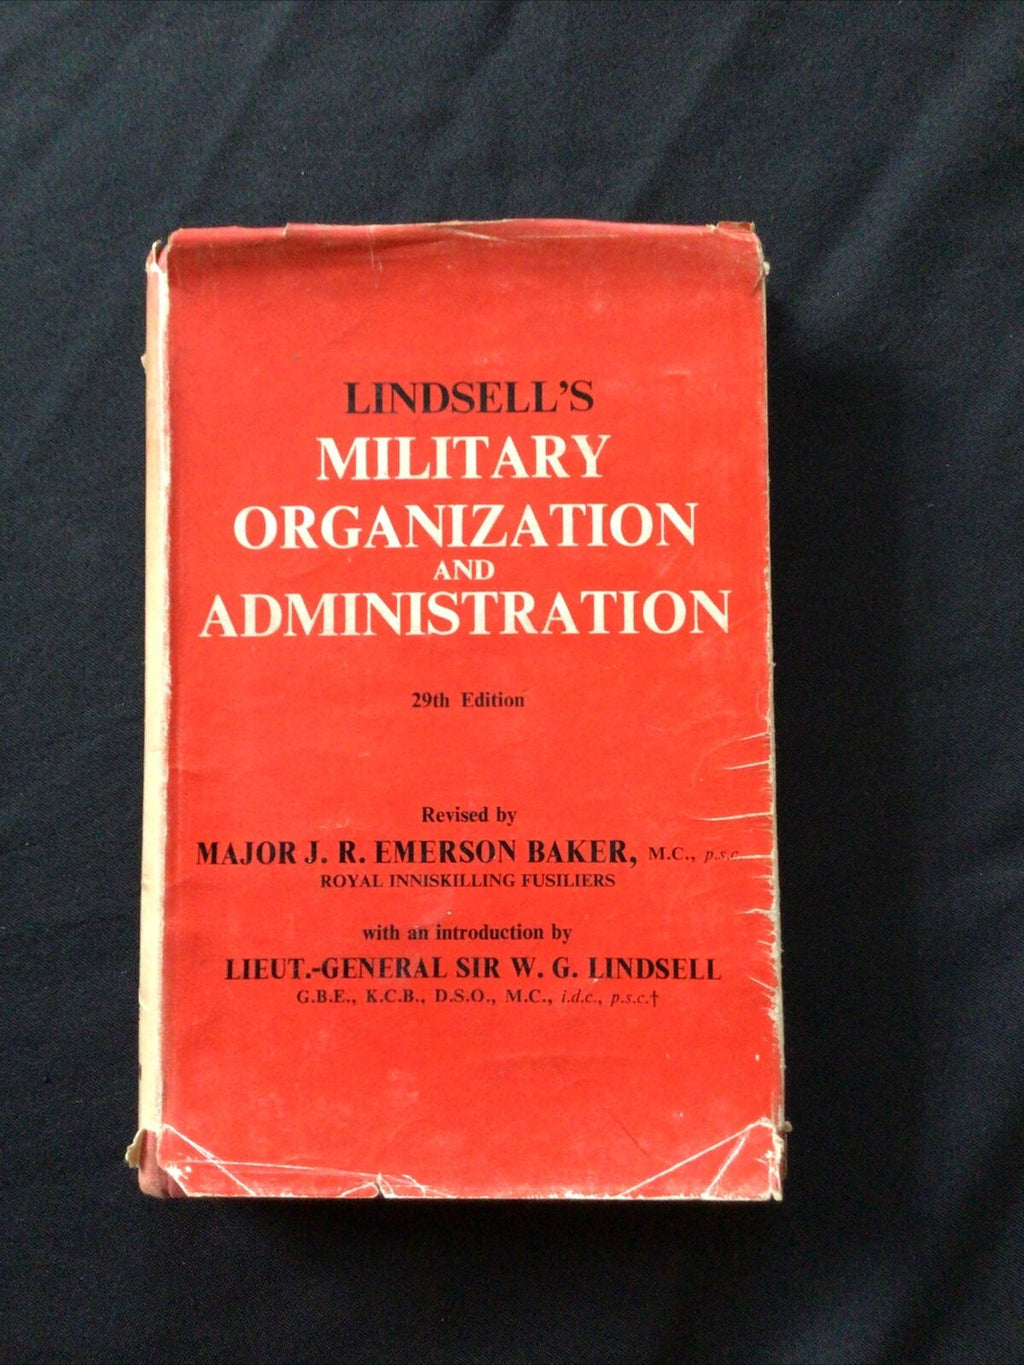 LINDSELL'S
MILITARY
ORGANIZATION
AND
ADMINISTRATION
29th Edition
Revised by
MAJOR J. R. EMERSON BAKER, M.C., p.s.c.
ROYAL INNISKILLING FUSILIERS
with an introduction by
LIEUT.-GENERAL SIR W. G. LINDSELL
G.B.E., K.C.B., D.S.O., M.C., i.d.c., p.s.c.†